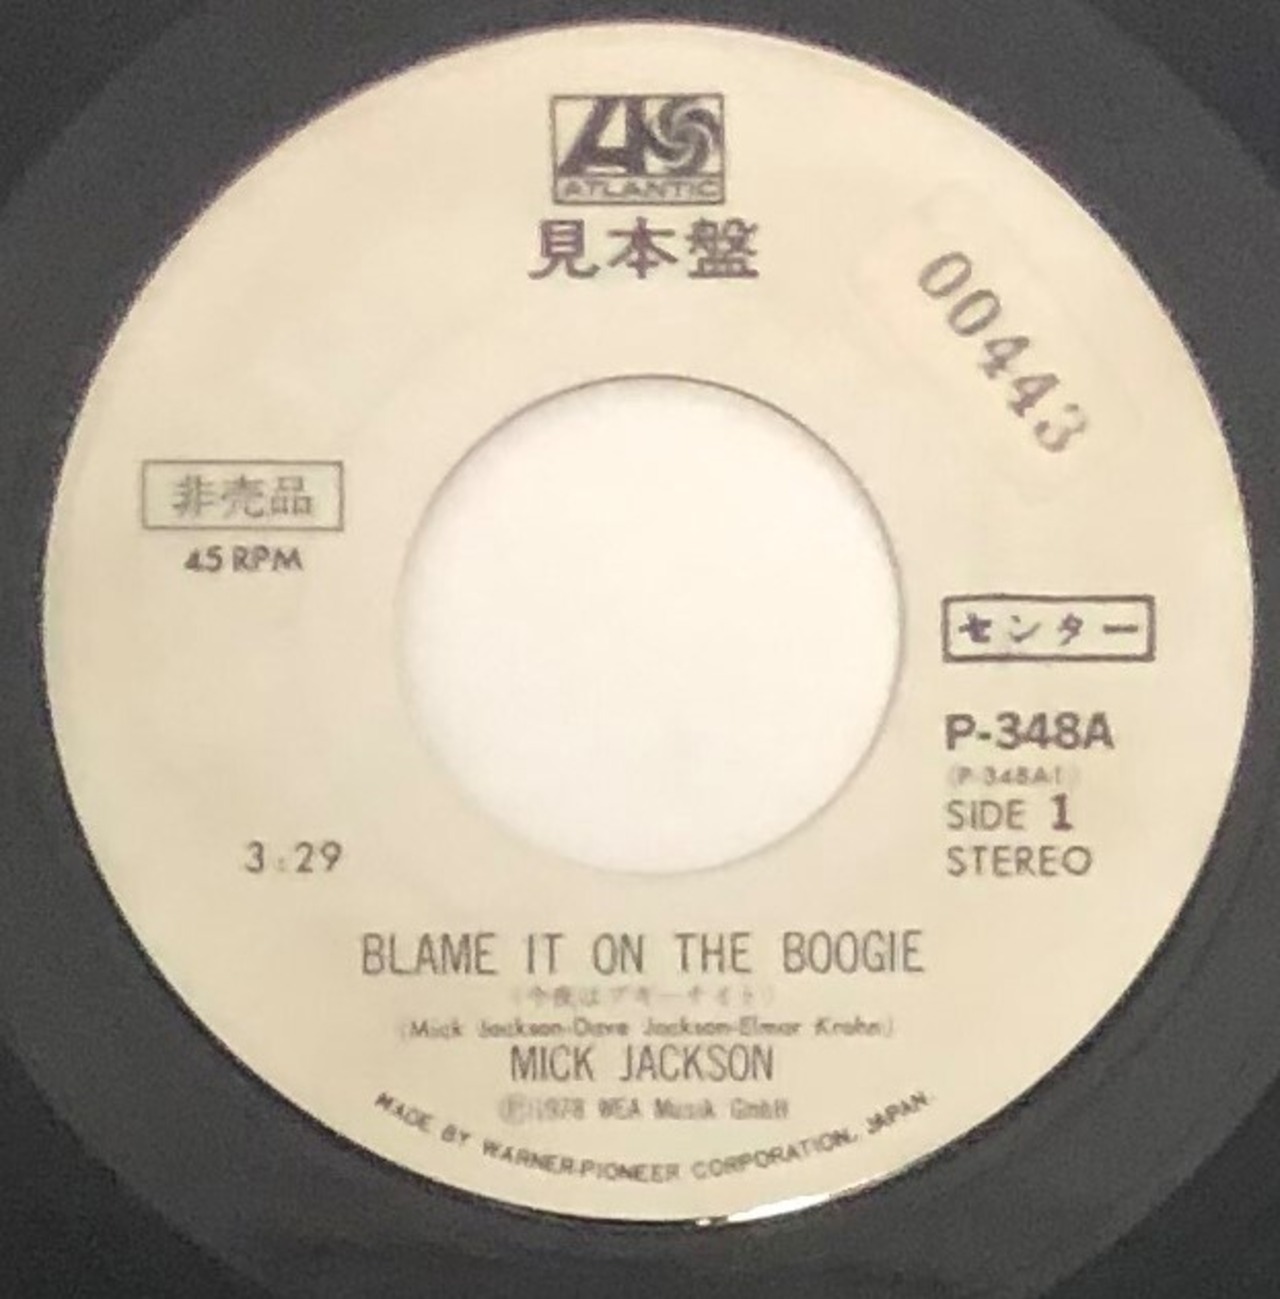 ATLANTIC
見本盤
00443
非売品
45 RPM
センター
P-348A
(P-348A1)
SIDE 1
STEREO
3:29
BLAME IT ON THE BOOGIE
(今夜はブギー・ナイト)
(Mick Jackson-Dave Jackson-Elmar Krohn)
MICK JACKSON
Ⓟ1978 WEA Musik GmbH
MADE BY WARNER-PIONEER CORPORATION, JAPAN.